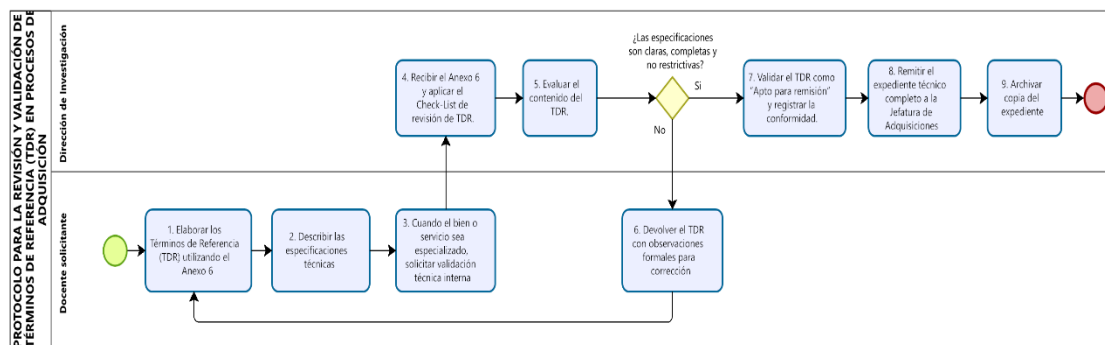 PROTOCOLO PARA LA REVISIÓN Y VALIDACIÓN DE
TÉRMINOS DE REFERENCIA (TDR) EN PROCESOS DE
ADQUISICIÓN
Dirección de Investigación
¿Las especificaciones
son claras, completas y
no restrictivas?
4. Recibir el Anexo 6
y aplicar el
Check-List de
revisión de TDR.
5. Evaluar el
contenido del
TDR.
Si
No
7. Validar el TDR como
"Apto para remisión"
y registrar la
conformidad.
8. Remitir el
expediente técnico
completo a la
Jefatura de
Adquisiciones
9. Archivar
copia del
expediente
Docente solicitante
1. Elaborar los
Términos de Referencia
(TDR) utilizando el
Anexo 6
2. Describir las
especificaciones
técnicas
3. Cuando el bien o
servicio sea
especializado,
solicitar validación
técnica interna
6. Devolver el TDR
con observaciones
formales para
corrección